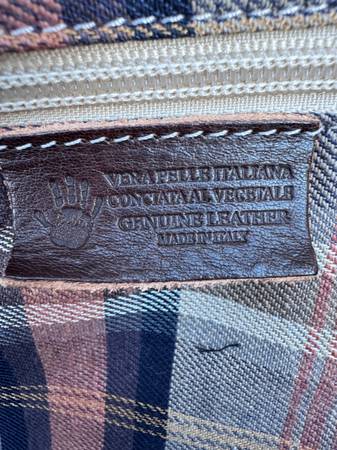 VERA PELLE ITALIANA
CONCIATA AL VEGETALE
GENUINE LEATHER
MADE IN ITALY